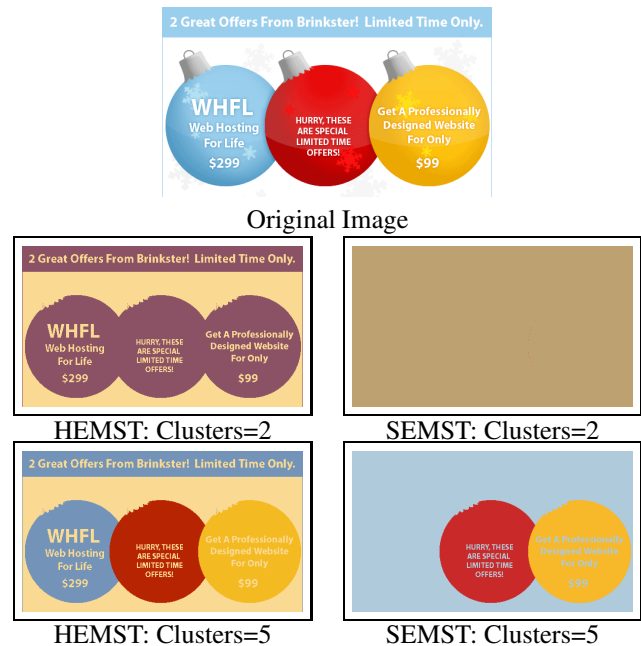 2 Great Offers From Brinkster! Limited Time Only.
WHFL
Web Hosting
For Life
$299
HURRY, THESE
ARE SPECIAL
LIMITED TIME
OFFERS!
Get A Professionally
Designed Website
For Only
$99
Original Image
2 Great Offers From Brinkster! Limited Time Only.
WHFL
Web Hosting
For Life
$299
HURRY, THESE
ARE SPECIAL
LIMITED TIME
OFFERS!
Get A Professionally
Designed Website
For Only
$99
HEMST: Clusters=2
SEMST: Clusters=2
2 Great Offers From Brinkster! Limited Time Only.
WHFL
Web Hosting
For Life
$299
HURRY, THESE
ARE SPECIAL
LIMITED TIME
OFFERS!
Get A Professionally
Designed Website
For Only
$99
HURRY, THESE
ARE SPECIAL
LIMITED TIME
OFFERS!
Get A Professionally
Designed Website
For Only
$99
HEMST: Clusters=5
SEMST: Clusters=5